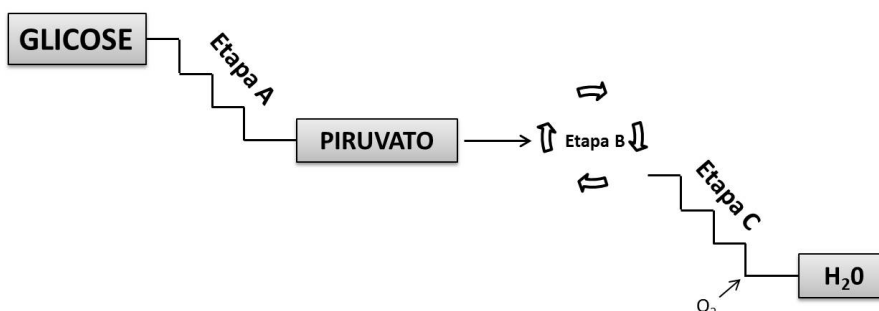 GLICOSE
Etapa A
PIRUVATO
Etapa B
Etapa C
H₂0
O₂